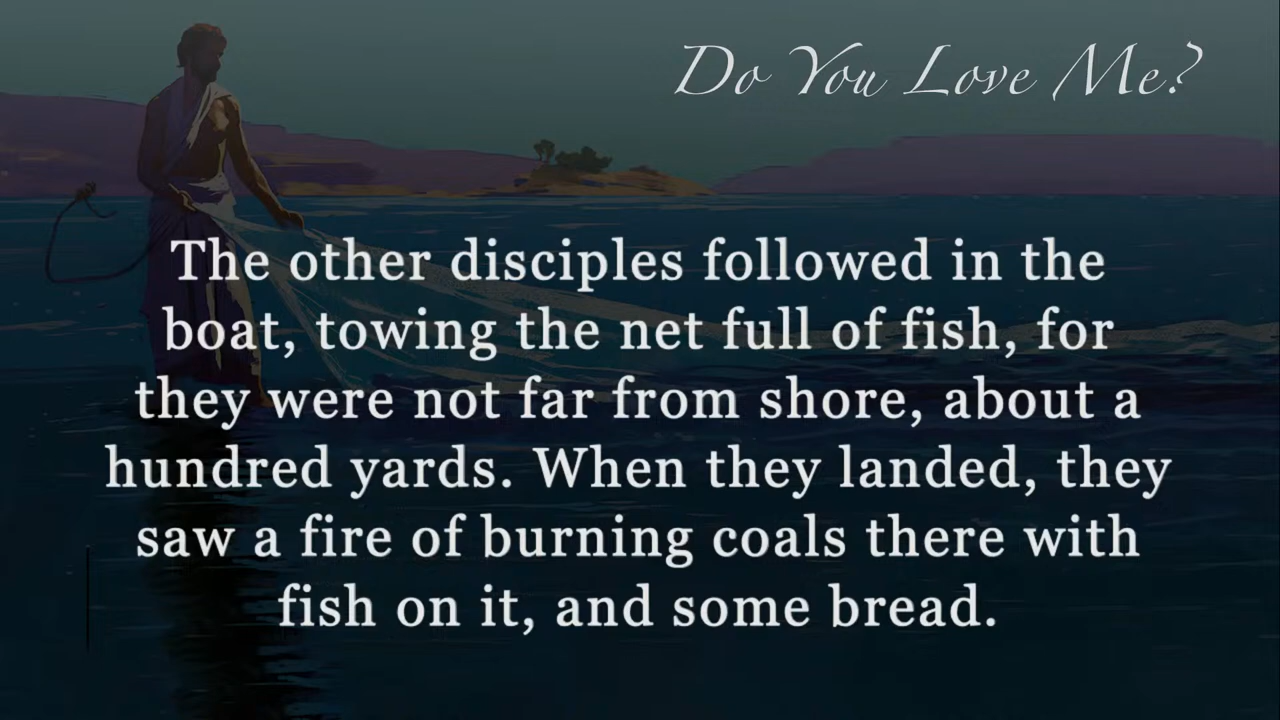 Do You Love Me?
The other disciples followed in the
boat, towing the net full of fish, for
they were not far from shore, about a
hundred yards. When they landed, they
saw a fire of burning coals there with
fish on it, and some bread.